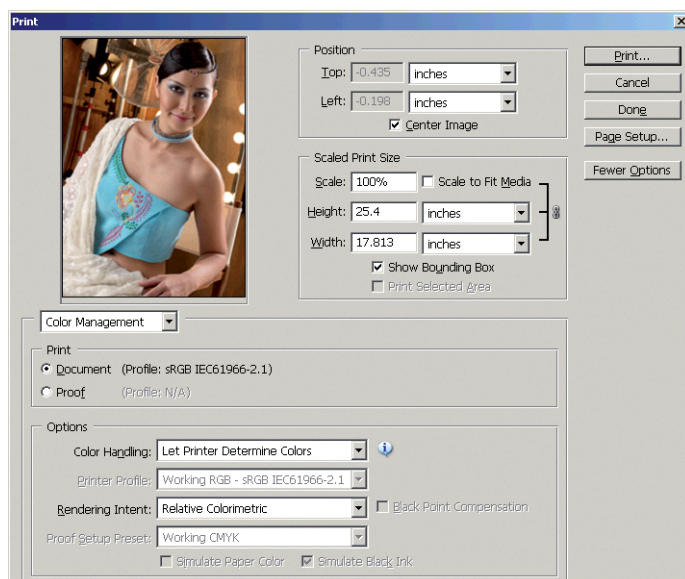 Print
Position
Top: -0.435 inches
Left: -0.198 inches
Center Image
Scaled Print Size
Scale: 100% Scale to Fit Media
Height: 25.4 inches
Width: 17.813 inches
Show Bounding Box
Print Selected Area
Print...
Cancel
Done
Page Setup...
Fewer Options
Color Management
Print
Document (Profile: sRGB IEC61966-2.1)
Proof (Profile: N/A)
Options
Color Handling: Let Printer Determine Colors
Printer Profile: Working RGB - sRGB IEC61966-2.1
Rendering Intent: Relative Colorimetric Black Point Compensation
Proof Setup Preset: Working CMYK
Simulate Paper Color Simulate Black Ink